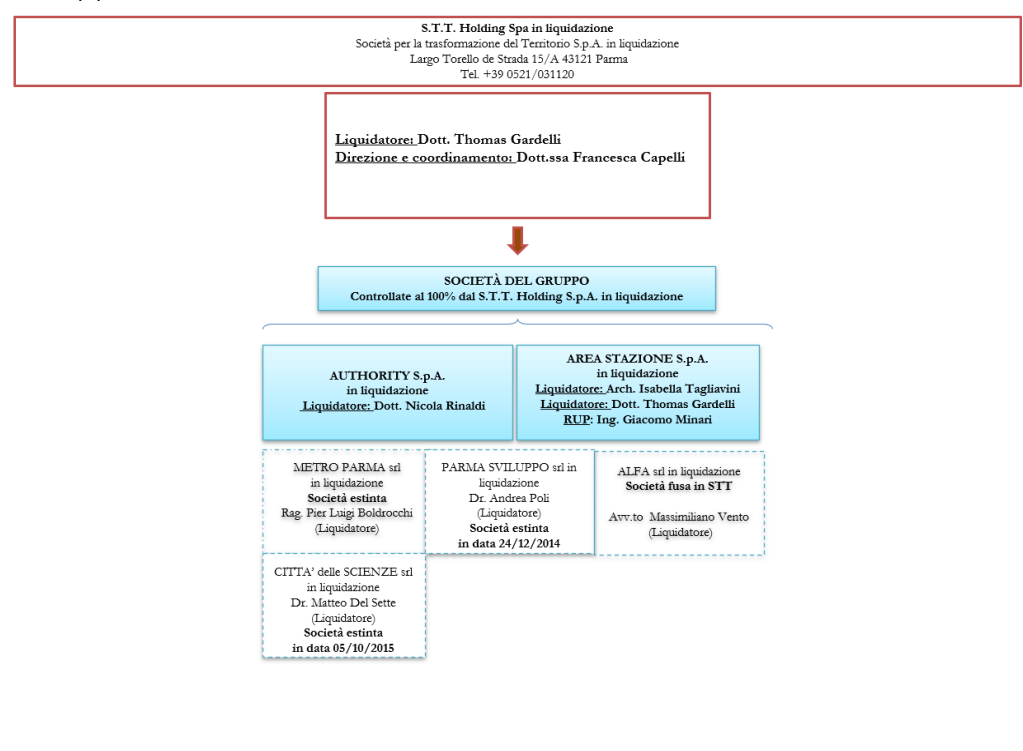 S.T.T. Holding Spa in liquidazione
Società per la trasformazione del Territorio S.p.A. in liquidazione
Largo Torello de Strada 15/A 43121 Parma
Tel. +39 0521/031120
Liquidatore: Dott. Thomas Gardelli
Direzione e coordinamento: Dott.ssa Francesca Capelli
SOCIETÀ DEL GRUPPO
Controllate al 100% dal S.T.T. Holding S.p.A. in liquidazione
AUTHORITY S.p.A.
in liquidazione
Liquidatore: Dott. Nicola Rinaldi
AREA STAZIONE S.p.A.
in liquidazione
Liquidatore: Arch. Isabella Tagliavini
Liquidatore: Dott. Thomas Gardelli
RUP: Ing. Giacomo Minari
METRO PARMA srl
in liquidazione
Società estinta
Rag. Pier Luigi Boldrocchi
(Liquidatore)
PARMA SVILUPPO srl in
liquidazione
Dr. Andrea Poli
(Liquidatore)
Società estinta
in data 24/12/2014
ALFA srl in liquidazione
Società fusa in STT
Avv.to Massimiliano Vento
(Liquidatore)
CITTA' delle SCIENZE srl
in liquidazione
Dr. Matteo Del Sette
(Liquidatore)
Società estinta
in data 05/10/2015